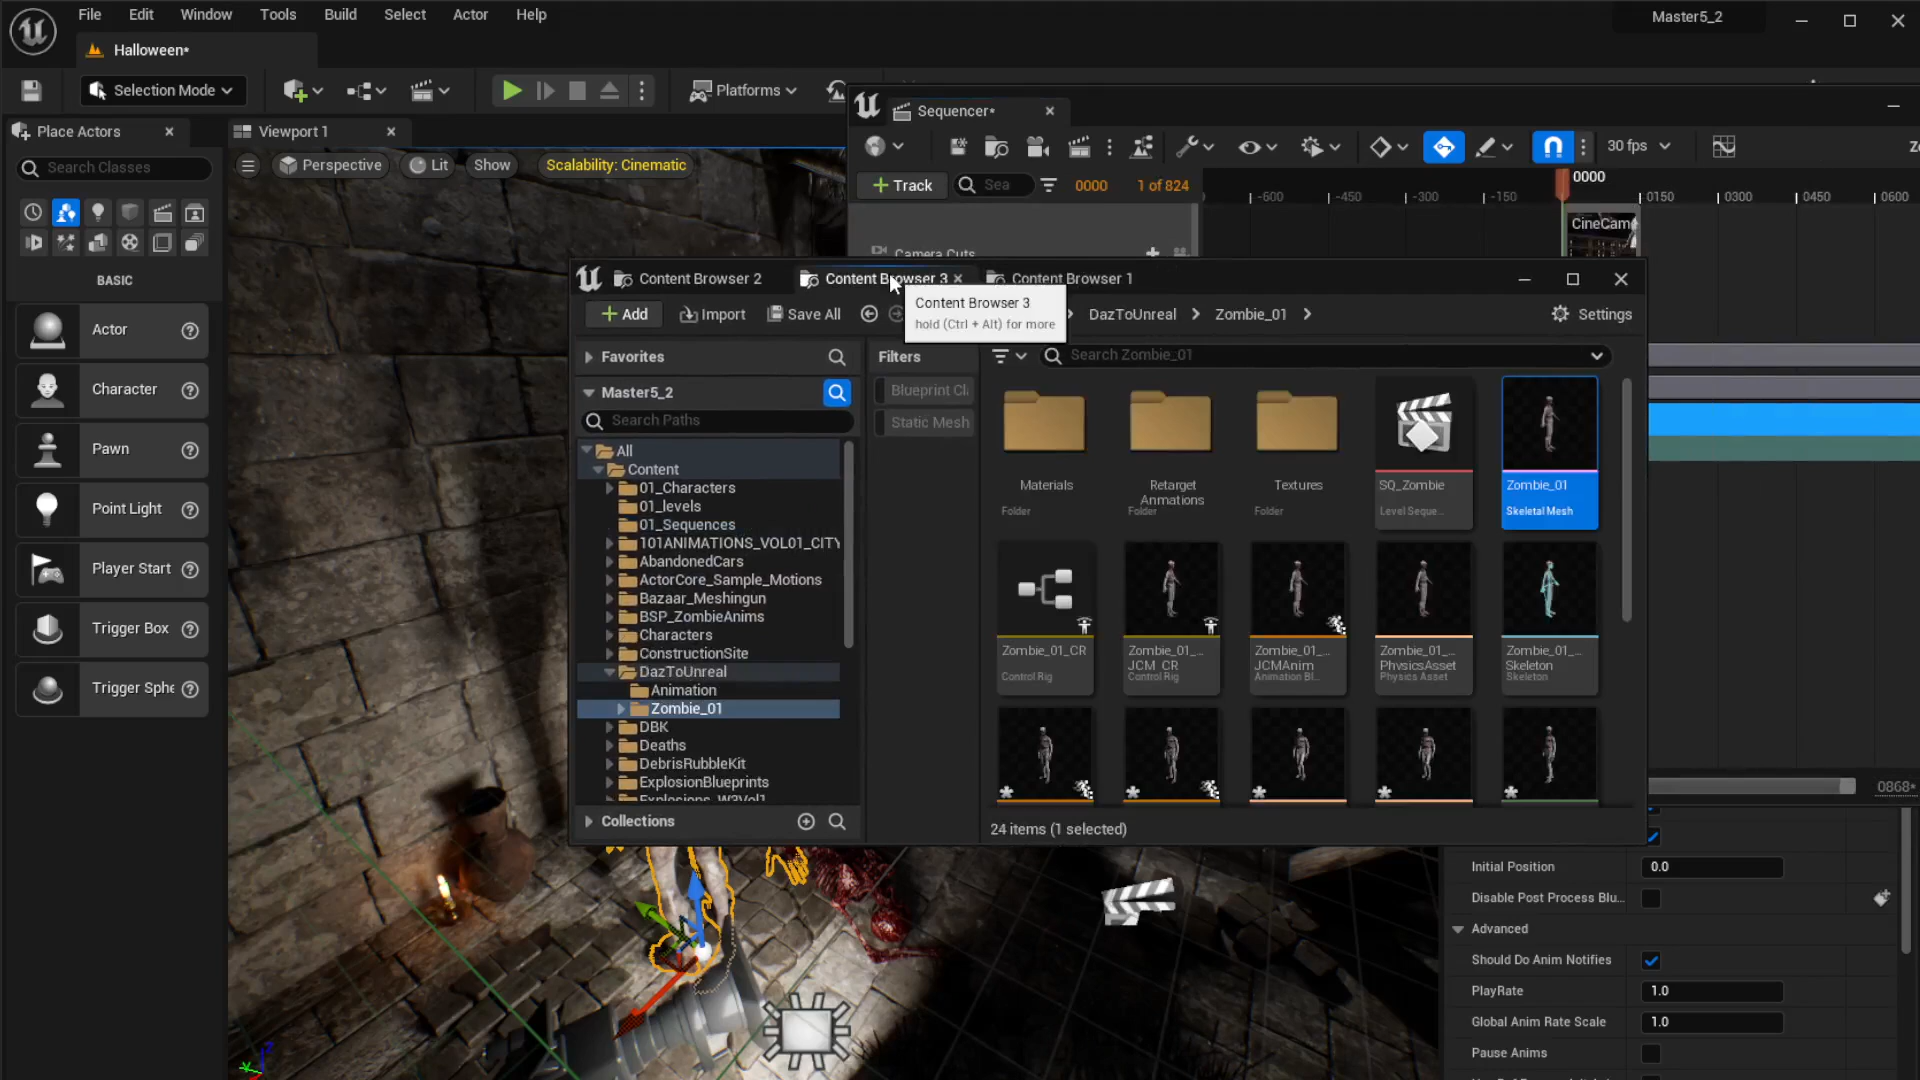 File Edit Window Tools Build Select Actor Help
Master5_2
Halloween*
Selection Mode
Platforms
Place Actors
Viewport 1
Sequencer*
Search Classes
Perspective
Lit
Show
Scalability: Cinematic
30 fps
Track
Sea
0000
1 of 824
0000
-600 -450 -300 -150 0150 0300 0450 0600
CineCam
Camera Cuts
BASIC
Actor
Character
Pawn
Point Light
Player Start
Trigger Box
Trigger Sphe
Content Browser 2
Content Browser 3
Content Browser 1
Add
Import
Save All
Content Browser 3
hold (Ctrl + Alt) for more
DazToUnreal
Zombie_01
Settings
Favorites
Filters
Search Zombie_01
Master5_2
Blueprint Cl
Search Paths
Static Mesh
All
Content
01_Characters
01_levels
01_Sequences
101ANIMATIONS_VOL01_CITY
AbandonedCars
ActorCore_Sample_Motions
Bazaar_Meshingun
BSP_ZombieAnims
Characters
ConstructionSite
DazToUnreal
Animation
Zombie_01
DBK
Deaths
DebrisRubbleKit
ExplosionBlueprints
Explosions_W3Vol1
Collections
Materials
Folder
Retarget
Anmations
Folder
Textures
Folder
SQ_Zombie
Level Seque...
Zombie_01
Skeletal Mesh
Zombie_01_CR
Control Rig
Zombie_01_...
JCM_CR
Control Rig
Zombie_01_...
JCMAnim
Animation Bl...
Zombie_01_...
PhysicsAsset
Physics Asset
Zombie_01_...
Skeleton
Skeleton
24 items (1 selected)
0868*
Initial Position
0.0
Disable Post Process Blu...
Advanced
Should Do Anim Notifies
PlayRate
1.0
Global Anim Rate Scale
1.0
Pause Anims